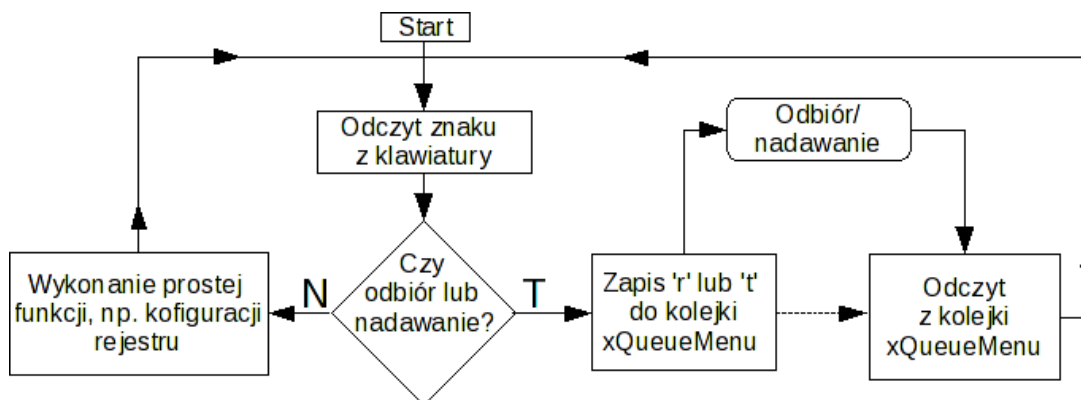 Start
Odczyt znaku
z klawiatury
Odbiór/
nadawanie
Czy
odbiór lub
nadawanie?
N
T
Wykonanie prostej
funkcji, np. kofiguracji
rejestru
Zapis 'r' lub 't'
do kolejki
xQueueMenu
Odczyt
z kolejki
xQueueMenu